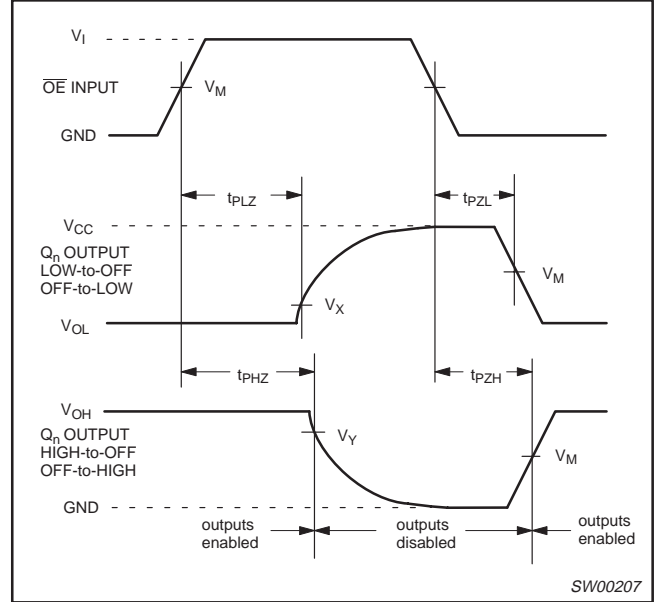 V_I
O̅E̅ INPUT
V_M
GND
t_PLZ
t_PZL
V_CC
Q_n OUTPUT
LOW-to-OFF
OFF-to-LOW
V_M
V_X
V_OL
t_PHZ
t_PZH
V_OH
Q_n OUTPUT
HIGH-to-OFF
OFF-to-HIGH
V_Y
V_M
GND
outputs
enabled
outputs
disabled
outputs
enabled
SW00207